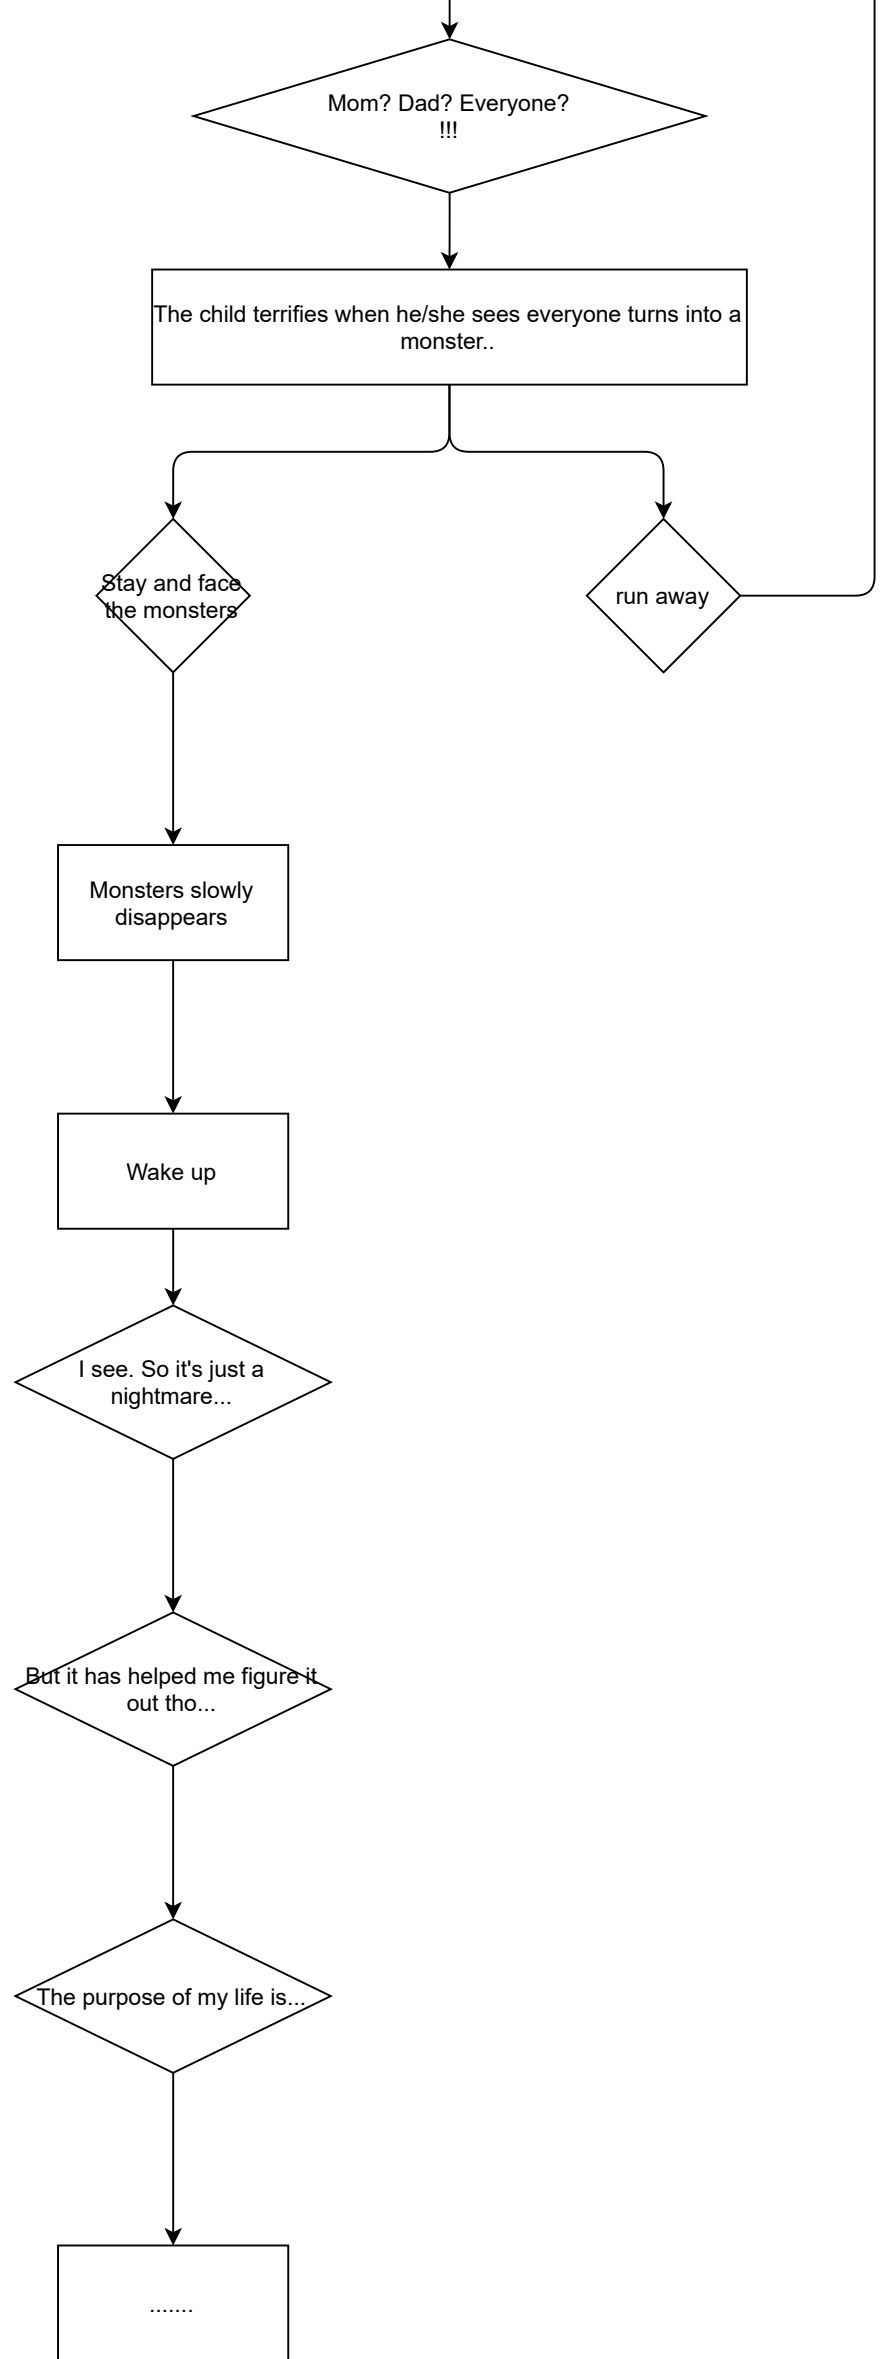 Mom? Dad? Everyone?
!!!
The child terrifies when he/she sees everyone turns into a
monster..
Stay and face
the monsters
run away
Monsters slowly
disappears
Wake up
I see. So it's just a
nightmare...
But it has helped me figure it
out tho...
The purpose of my life is...
.......